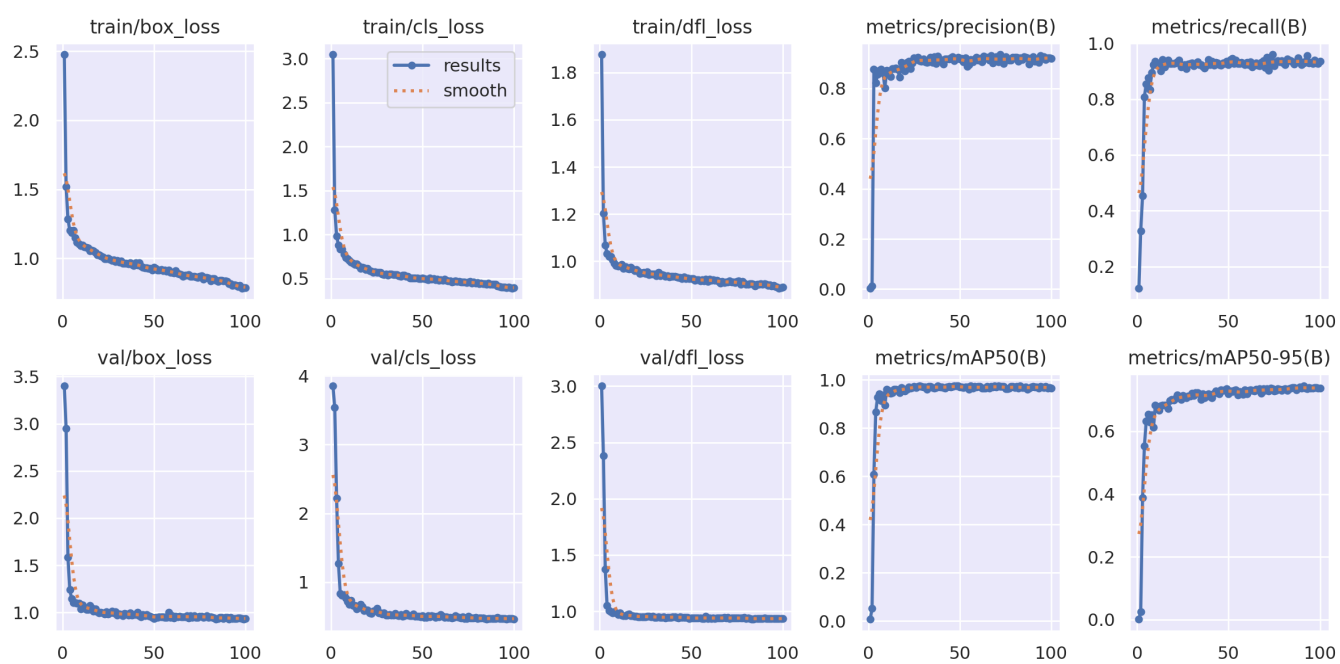 train/box_loss
train/cls_loss
train/dfl_loss
metrics/precision(B)
metrics/recall(B)
2.5
2.0
1.5
1.0
3.0
2.5
2.0
1.5
1.0
0.5
results
smooth
1.8
1.6
1.4
1.2
1.0
0.8
0.6
0.4
0.2
0.0
1.0
0.8
0.6
0.4
0.2
0 50 100
0 50 100
0 50 100
0 50 100
0 50 100
val/box_loss
val/cls_loss
val/dfl_loss
metrics/mAP50(B)
metrics/mAP50-95(B)
3.5
3.0
2.5
2.0
1.5
1.0
4
3
2
1
3.0
2.5
2.0
1.5
1.0
1.0
0.8
0.6
0.4
0.2
0.0
0.6
0.4
0.2
0.0
0 50 100
0 50 100
0 50 100
0 50 100
0 50 100